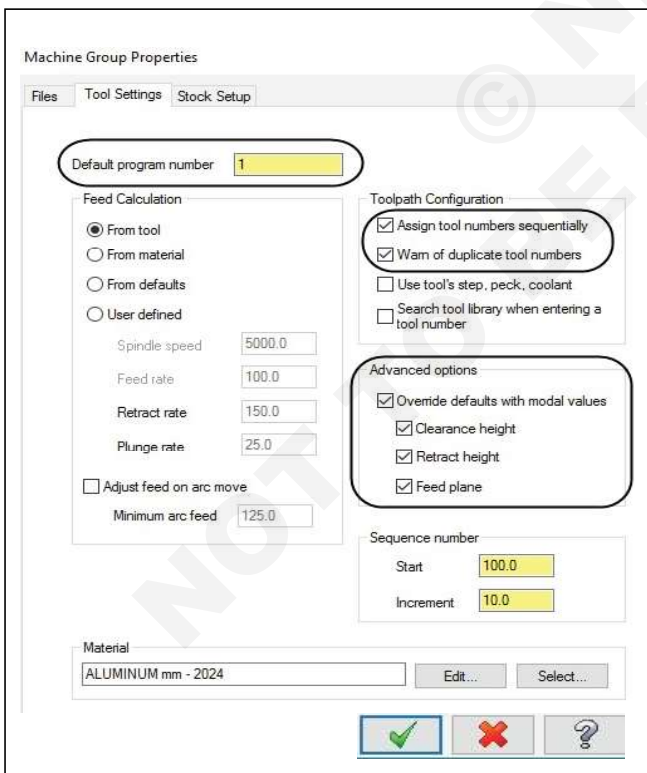 Machine Group Properties
Files Tool Settings Stock Setup
Default program number 1
Feed Calculation
From tool
From material
From defaults
User defined
Spindle speed 5000.0
Feed rate 100.0
Retract rate 150.0
Plunge rate 25.0
Adjust feed on arc move
Minimum arc feed 125.0
Toolpath Configuration
Assign tool numbers sequentially
Warn of duplicate tool numbers
Use tool's step, peck, coolant
Search tool library when entering a
tool number
Advanced options
Override defaults with modal values
Clearance height
Retract height
Feed plane
Sequence number
Start 100.0
Increment 10.0
Material
ALUMINUM mm - 2024 Edit... Select...
© N
NOT TO BE